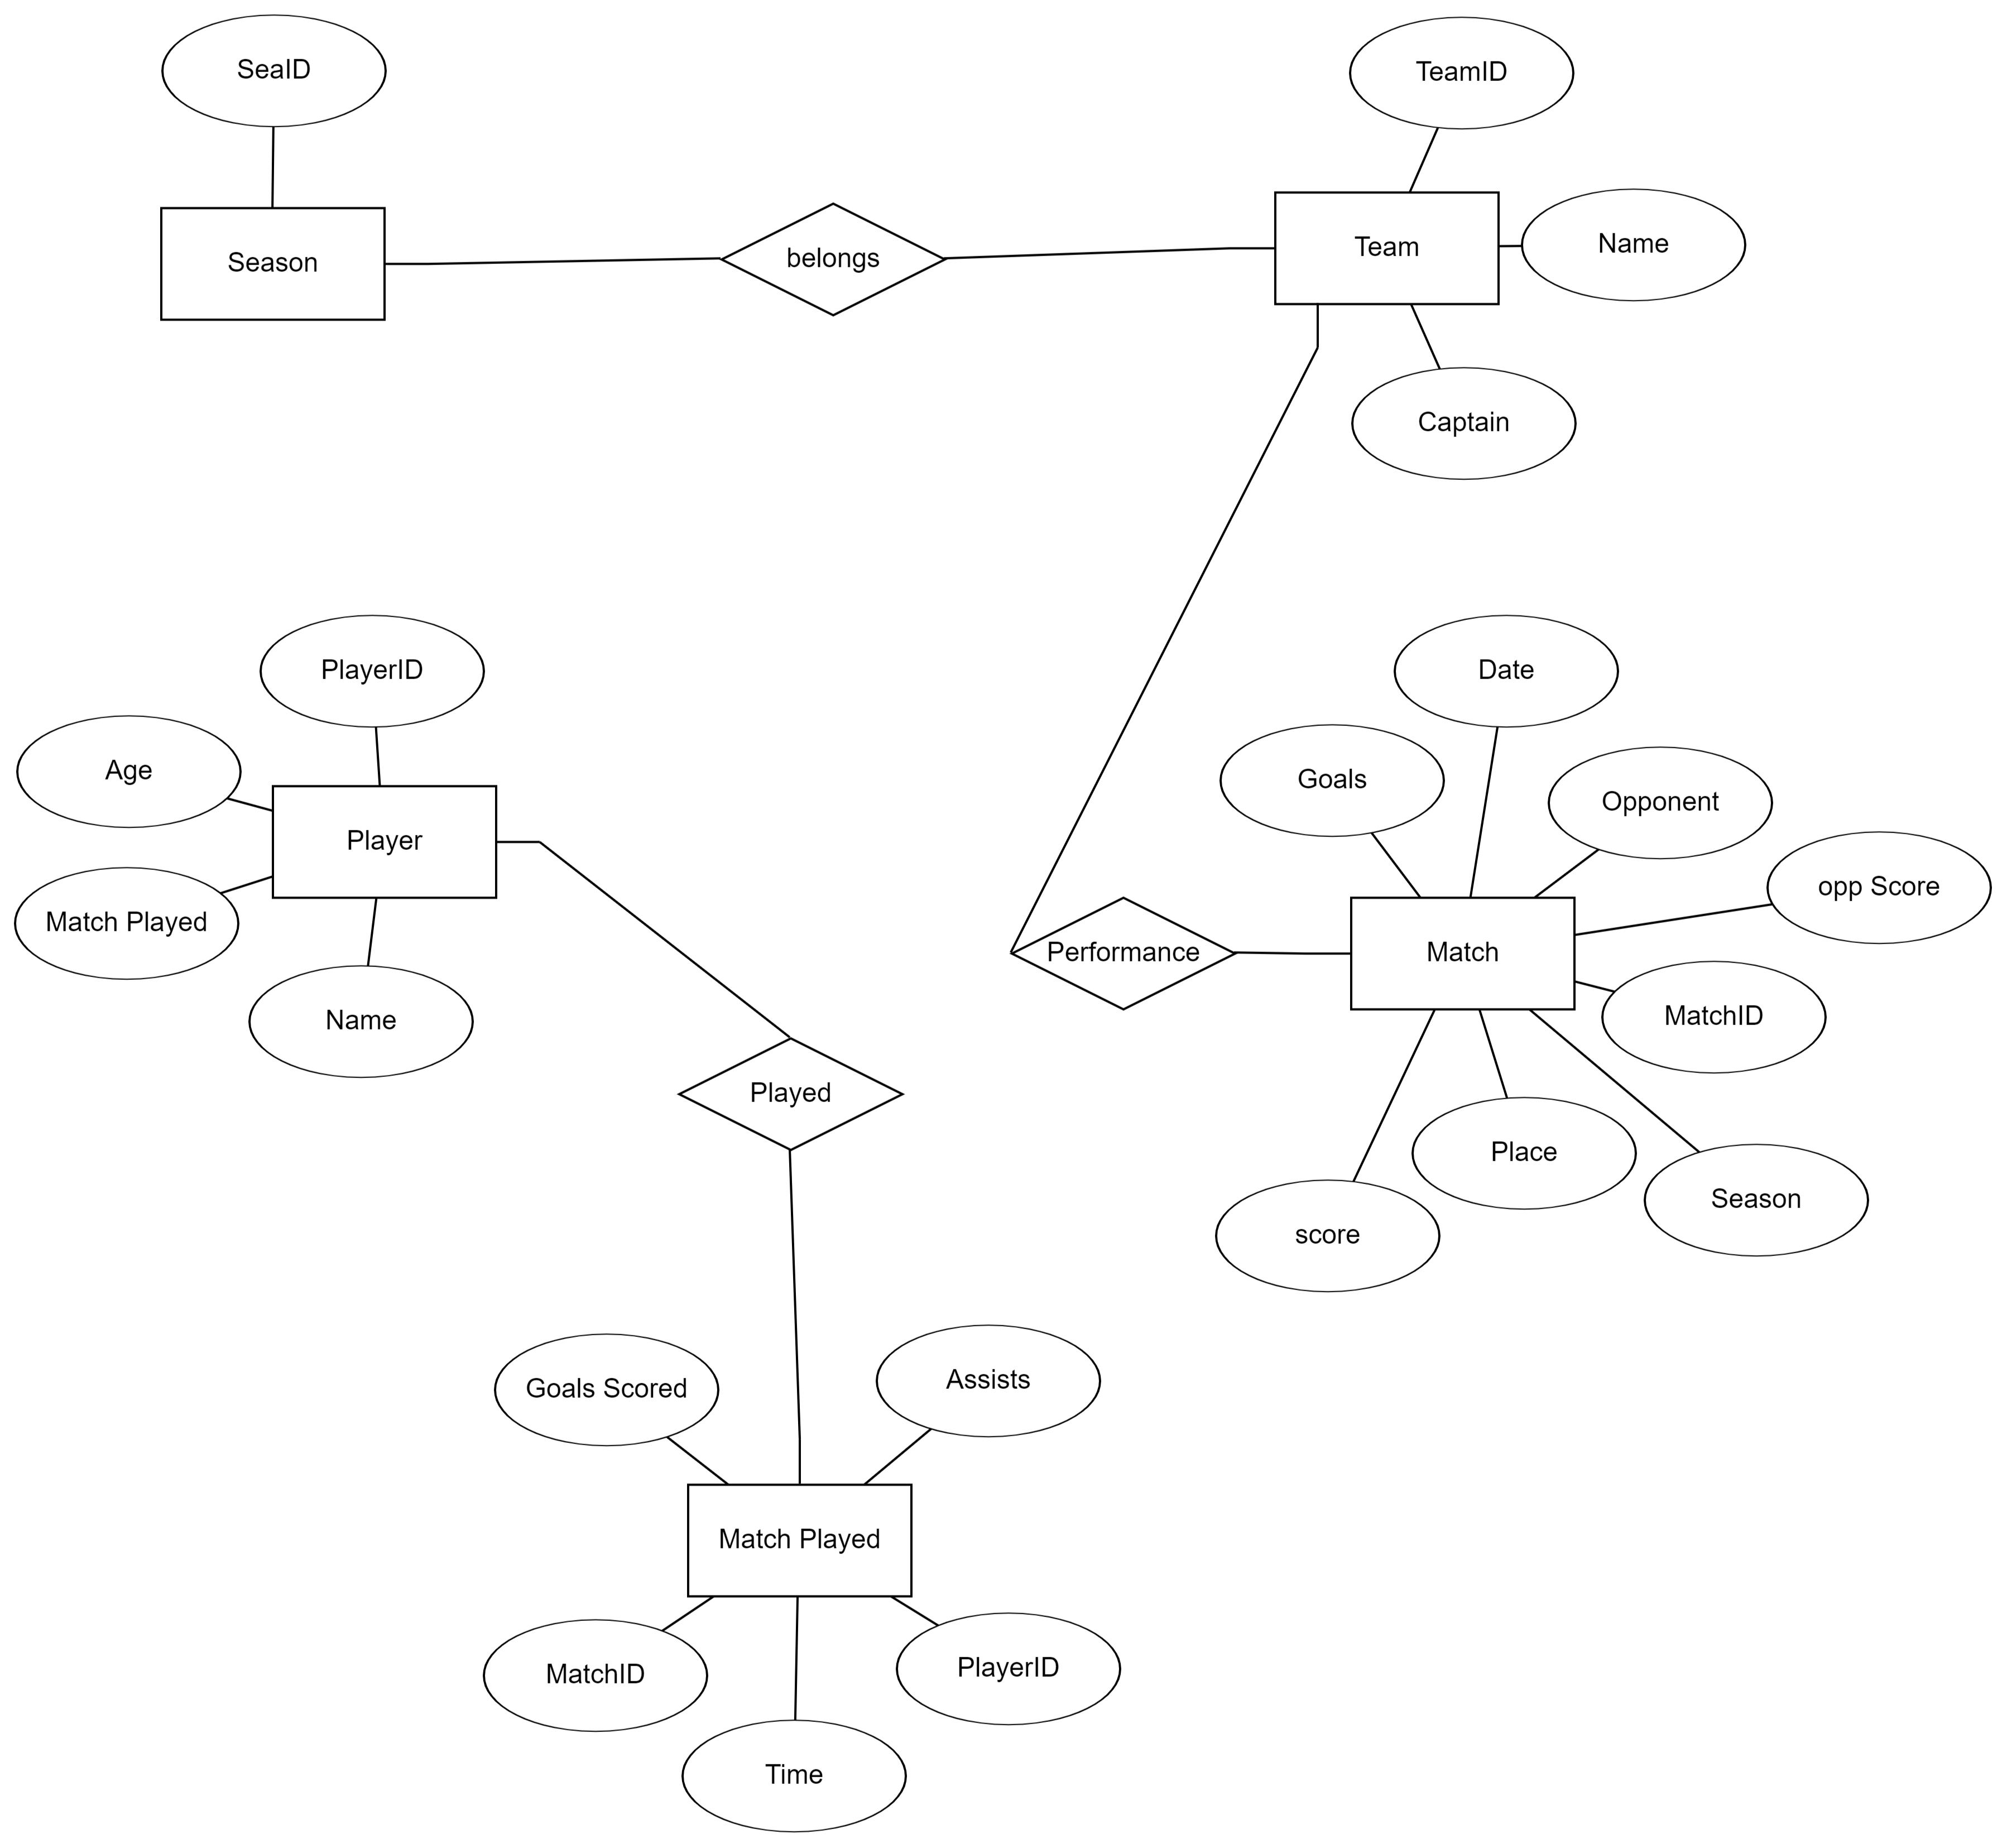 SeaID
TeamID
Season
belongs
Team
Name
Captain
PlayerID
Date
Age
Goals
Opponent
Player
opp Score
Match Played
Performance
Match
Name
MatchID
Played
Place
Season
score
Goals Scored
Assists
Match Played
MatchID
PlayerID
Time